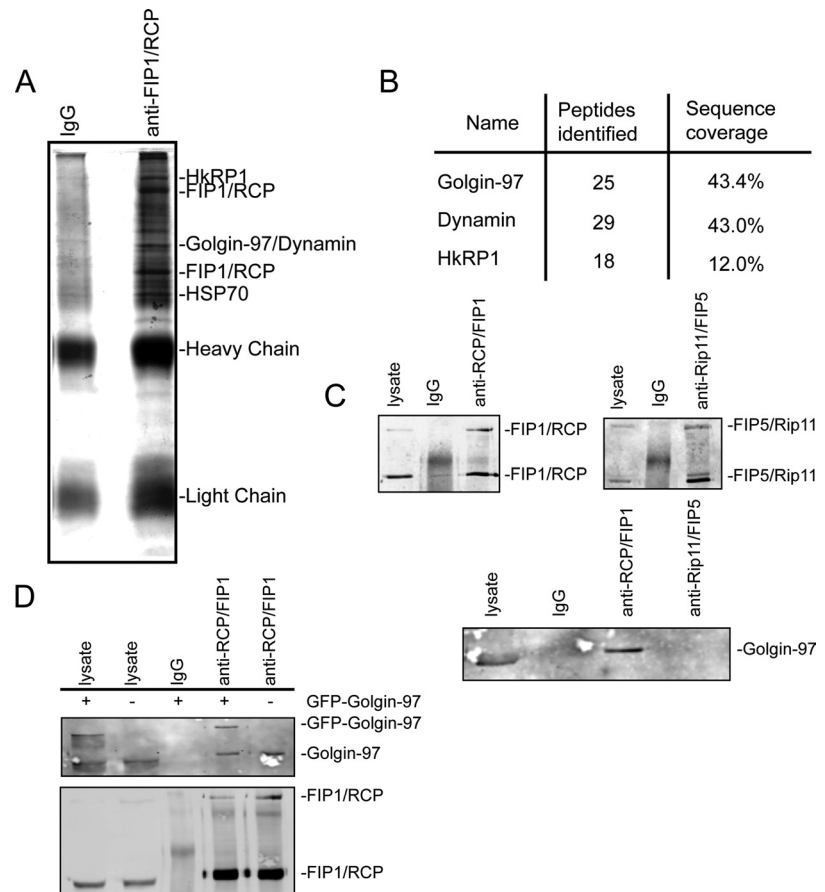 A
IgG
anti-FIP1/RCP
-HkRP1
-FIP1/RCP
-Golgin-97/Dynamin
-FIP1/RCP
-HSP70
-Heavy Chain
-Light Chain
B
Name
Peptides identified
Sequence coverage
Golgin-97 25 43.4%
Dynamin 29 43.0%
HkRP1 18 12.0%
C
lysate
IgG
anti-RCP/FIP1
-FIP1/RCP
-FIP1/RCP
lysate
IgG
anti-Rip11/FIP5
-FIP5/Rip11
-FIP5/Rip11
lysate
IgG
anti-RCP/FIP1
anti-Rip11/FIP5
-Golgin-97
D
lysate
lysate
IgG
anti-RCP/FIP1
anti-RCP/FIP1
+ - + + - GFP-Golgin-97
-GFP-Golgin-97
-Golgin-97
-FIP1/RCP
-FIP1/RCP